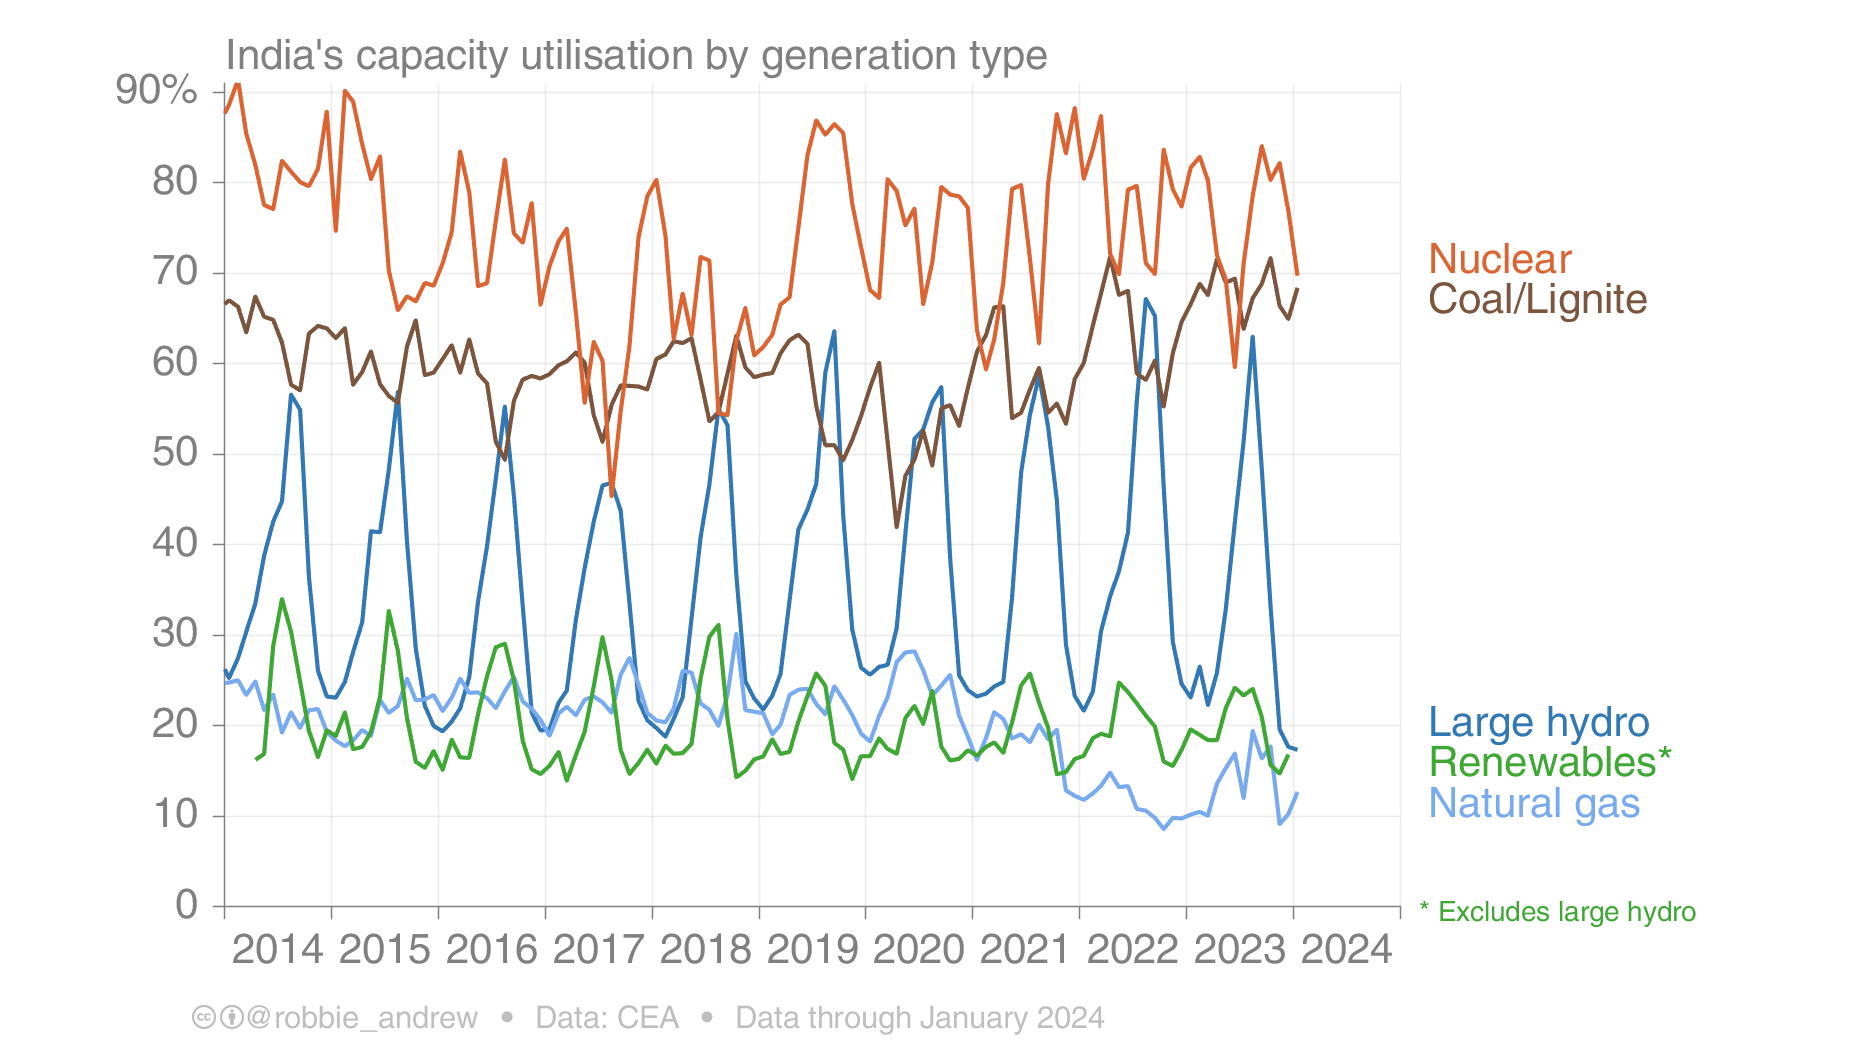 India's capacity utilisation by generation type
90%
80
70
60
50
40
30
20
10
0
2014 2015 2016 2017 2018 2019 2020 2021 2022 2023 2024
Nuclear
Coal/Lignite
Large hydro
Renewables*
Natural gas
* Excludes large hydro
@robbie_andrew • Data: CEA • Data through January 2024